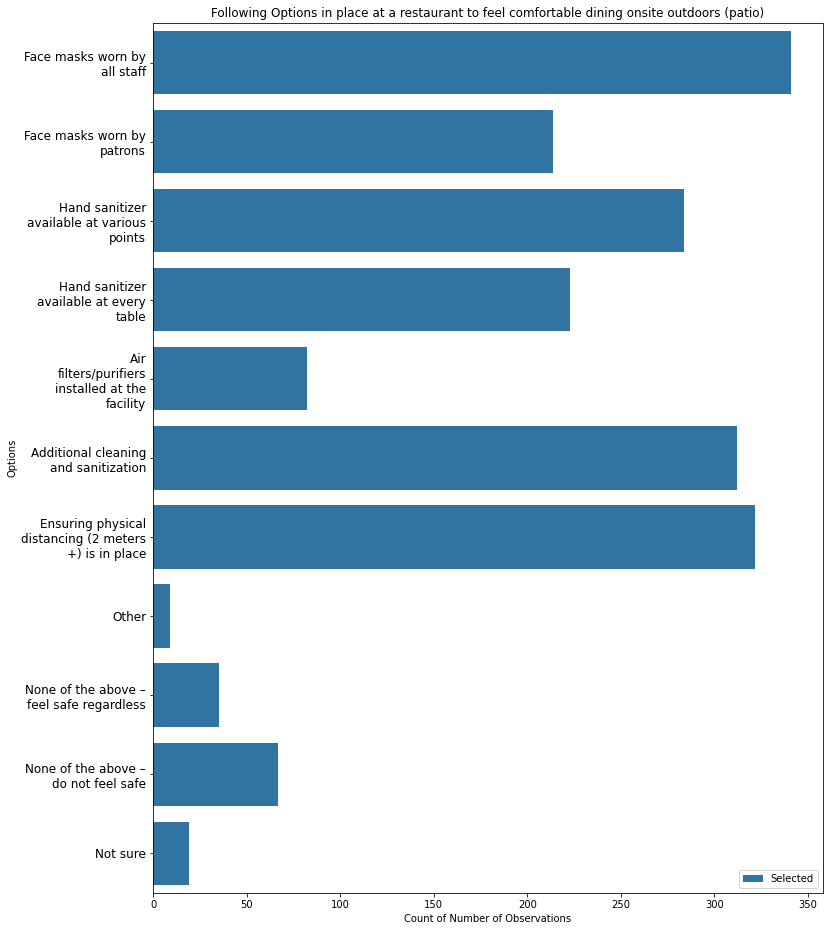 Following Options in place at a restaurant to feel comfortable dining onsite outdoors (patio)
Face masks worn by
all staff
Face masks worn by
patrons
Hand sanitizer
available at various
points
Hand sanitizer
available at every
table
Air
filters/purifiers
installed at the
facility
Additional cleaning
and sanitization
Ensuring physical
distancing (2 meters
+) is in place
Other
None of the above –
feel safe regardless
None of the above –
do not feel safe
Not sure
Options
Selected
0 50 100 150 200 250 300 350
Count of Number of Observations